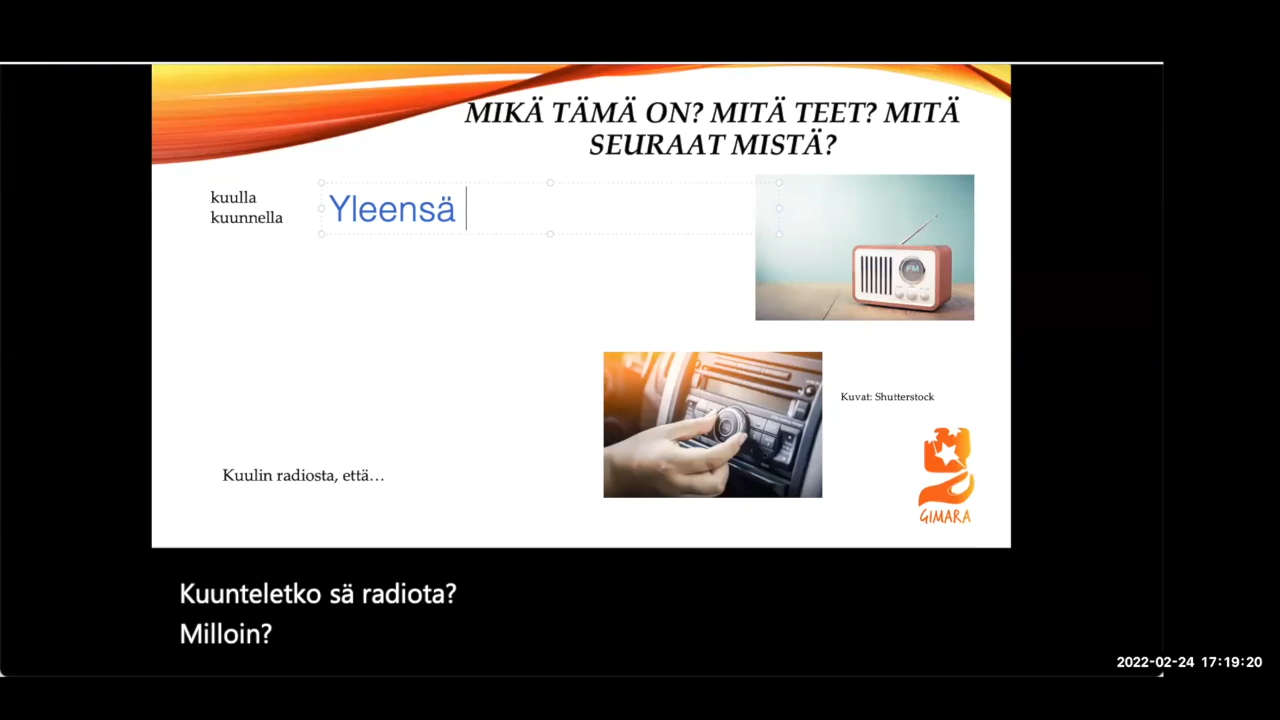 MIKÄ TÄMÄ ON? MITÄ TEET? MITÄ
SEURAAT MISTÄ?
kuulla
kuunnella
Yleensä
FM
Kuvat: Shutterstock
Kuulin radiosta, että…
GIMARA
Kuunteletko sä radiota?
Milloin?
2022-02-24 17:19:20